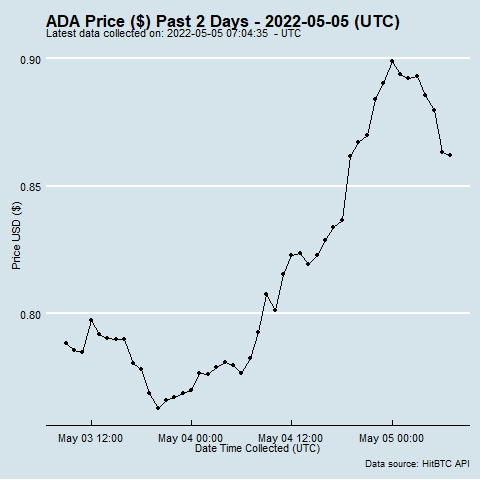 ADA Price ($) Past 2 Days - 2022-05-05 (UTC)
Latest data collected on: 2022-05-05 07:04:35 - UTC
0.90
0.85
0.80
Price USD ($)
May 03 12:00 May 04 00:00 May 04 12:00 May 05 00:00
Date Time Collected (UTC)
Data source: HitBTC API